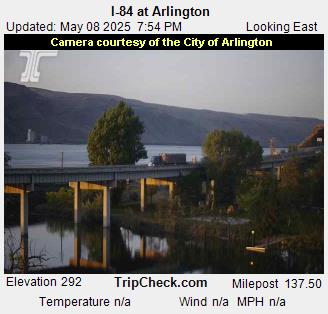 I-84 at Arlington
Updated: May 08 2025 7:54 PM Looking East
Camera courtesy of the City of Arlington
Elevation 292 TripCheck.com Milepost 137.50
Temperature n/a Wind n/a MPH n/a